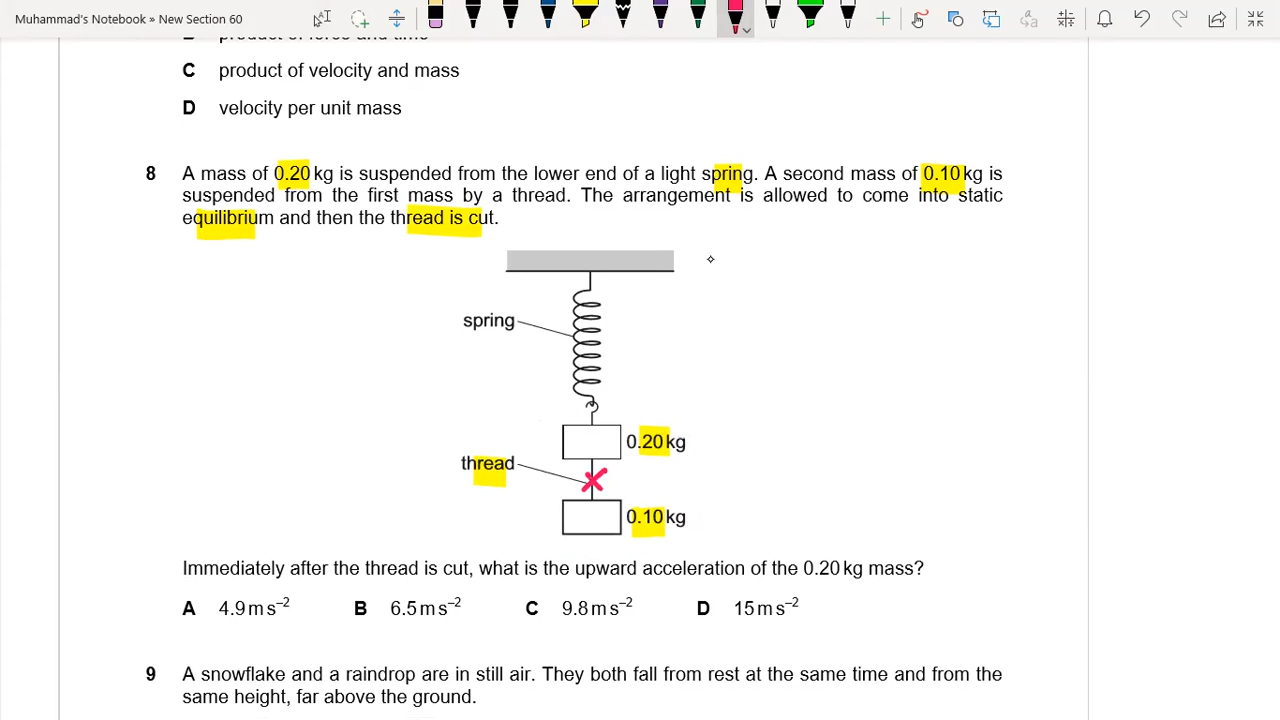 Muhammad's Notebook » New Section 60
B product of force and time
C product of velocity and mass
D velocity per unit mass
8 A mass of 0.20 kg is suspended from the lower end of a light spring. A second mass of 0.10 kg is
suspended from the first mass by a thread. The arrangement is allowed to come into static
equilibrium and then the thread is cut.
spring
0.20 kg
thread
0.10 kg
Immediately after the thread is cut, what is the upward acceleration of the 0.20 kg mass?
A 4.9 m s⁻² B 6.5 m s⁻² C 9.8 m s⁻² D 15 m s⁻²
9 A snowflake and a raindrop are in still air. They both fall from rest at the same time and from the
same height, far above the ground.